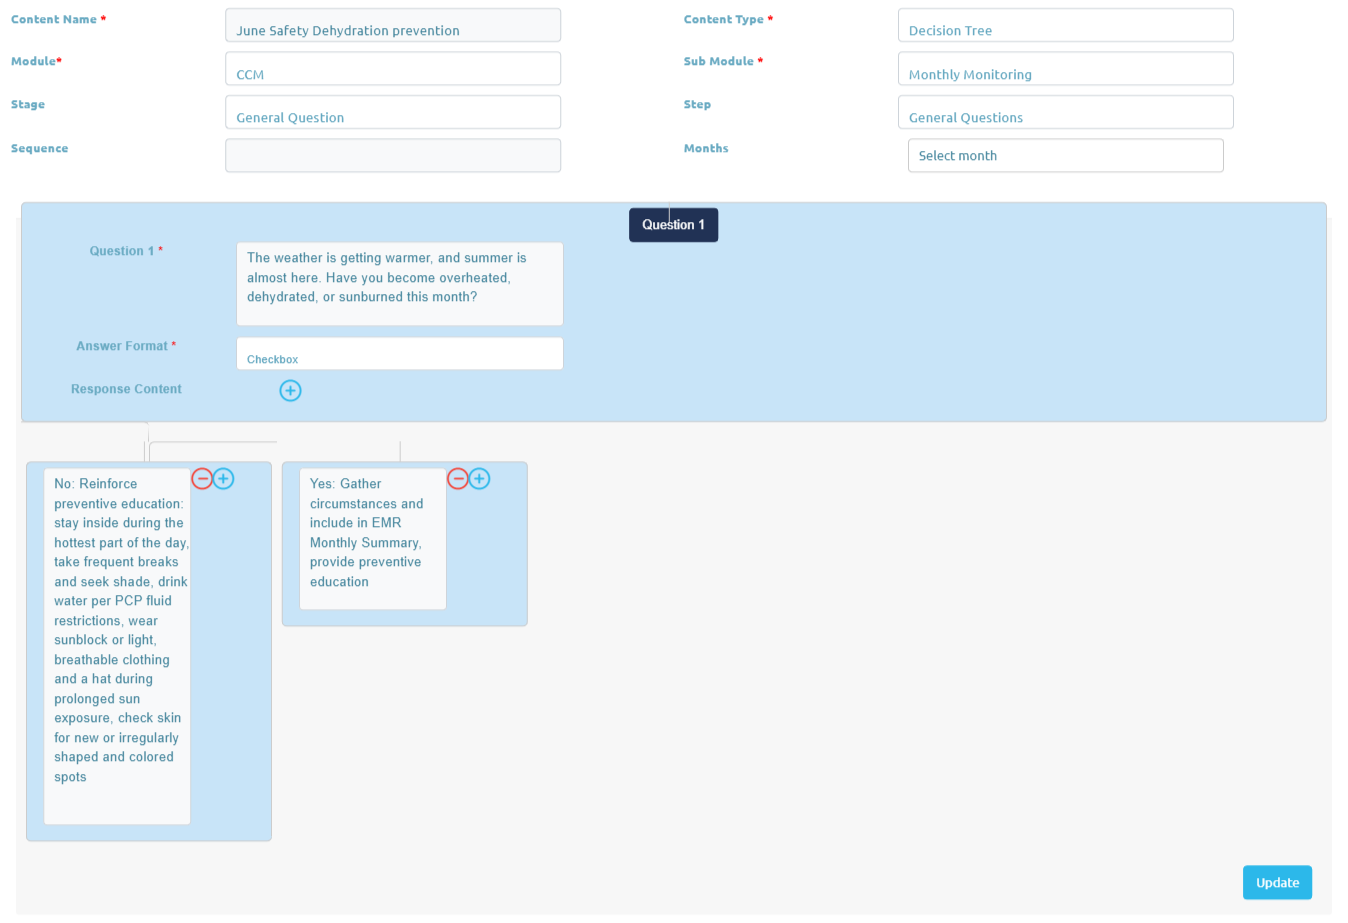 Content Name *
June Safety Dehydration prevention
Content Type *
Decision Tree
Module*
CCM
Sub Module *
Monthly Monitoring
Stage
General Question
Step
General Questions
Sequence
Months
Select month
Question 1
Question 1 *
The weather is getting warmer, and summer is
almost here. Have you become overheated,
dehydrated, or sunburned this month?
Answer Format *
Checkbox
Response Content
No: Reinforce
preventive education:
stay inside during the
hottest part of the day,
take frequent breaks
and seek shade, drink
water per PCP fluid
restrictions, wear
sunblock or light,
breathable clothing
and a hat during
prolonged sun
exposure, check skin
for new or irregularly
shaped and colored
spots
Yes: Gather
circumstances and
include in EMR
Monthly Summary,
provide preventive
education
Update